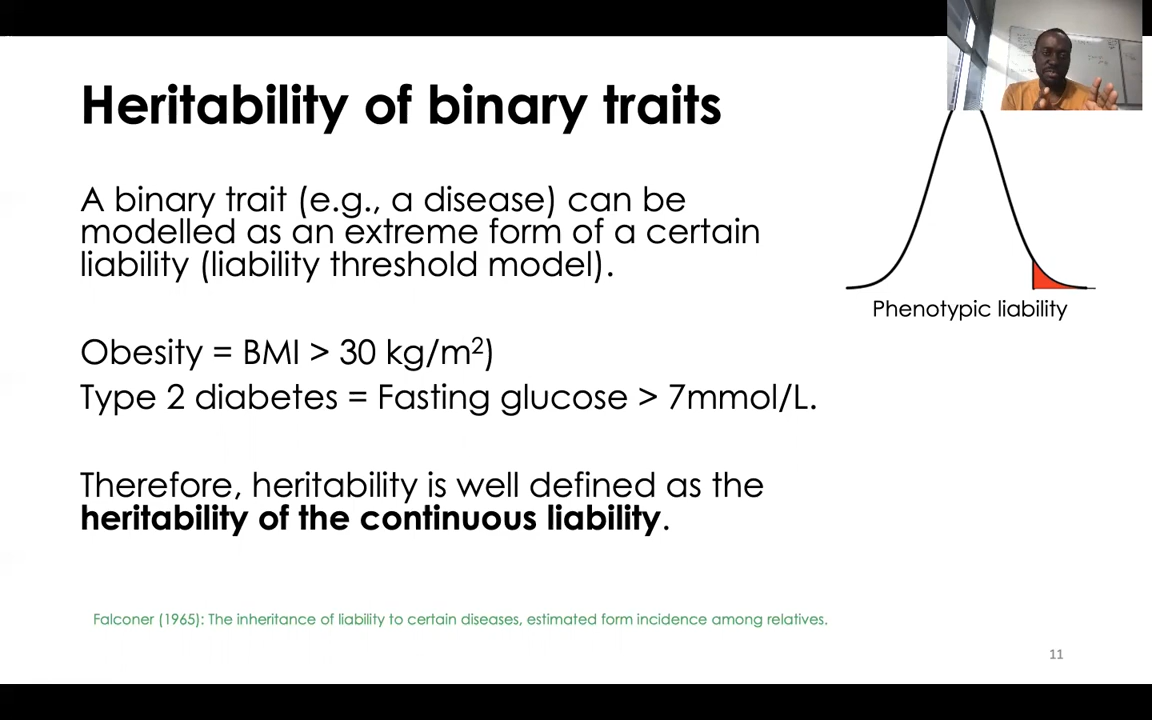 Heritability of binary traits
A binary trait (e.g., a disease) can be
modelled as an extreme form of a certain
liability (liability threshold model).
Phenotypic liability
Obesity = BMI > 30 kg/m²)
Type 2 diabetes = Fasting glucose > 7mmol/L.
Therefore, heritability is well defined as the
heritability of the continuous liability.
Falconer (1965): The inheritance of liability to certain diseases, estimated form incidence among relatives.
11